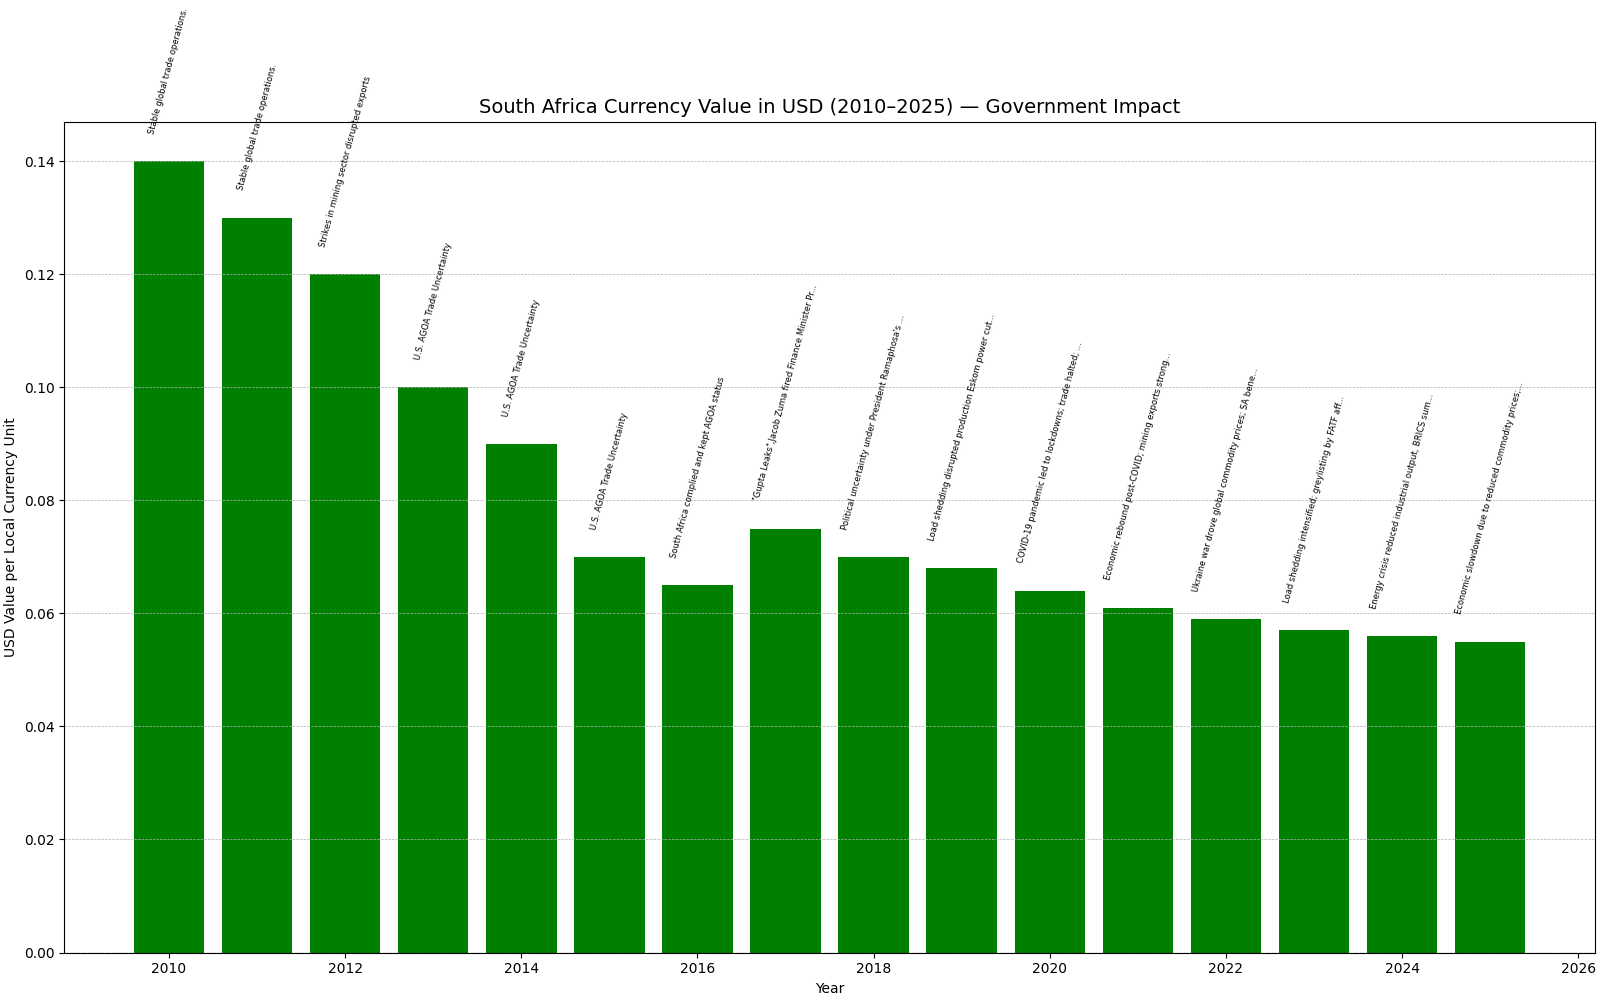 South Africa Currency Value in USD (2010–2025) — Government Impact
USD Value per Local Currency Unit
0.14
0.12
0.10
0.08
0.06
0.04
0.02
0.00
Stable global trade operations.
Stable global trade operations.
Strikes in mining sector disrupted exports
U.S. AGOA Trade Uncertainty
U.S. AGOA Trade Uncertainty
U.S. AGOA Trade Uncertainty
South Africa complied and kept AGOA status
"Gupta Leaks",Jacob Zuma fired Finance Minister Pr...
Political uncertainty under President Ramaphosa's ...
Load shedding disrupted production Eskom power cut...
COVID-19 pandemic led to lockdowns; trade halted; ...
Economic rebound post-COVID; mining exports strong...
Ukraine war drove global commodity prices; SA bene...
Load shedding intensified; greylisting by FATF aff...
Energy crisis reduced industrial output, BRICS sum...
Economic slowdown due to reduced commodity prices;...
2010
2012
2014
2016
2018
2020
2022
2024
2026
Year